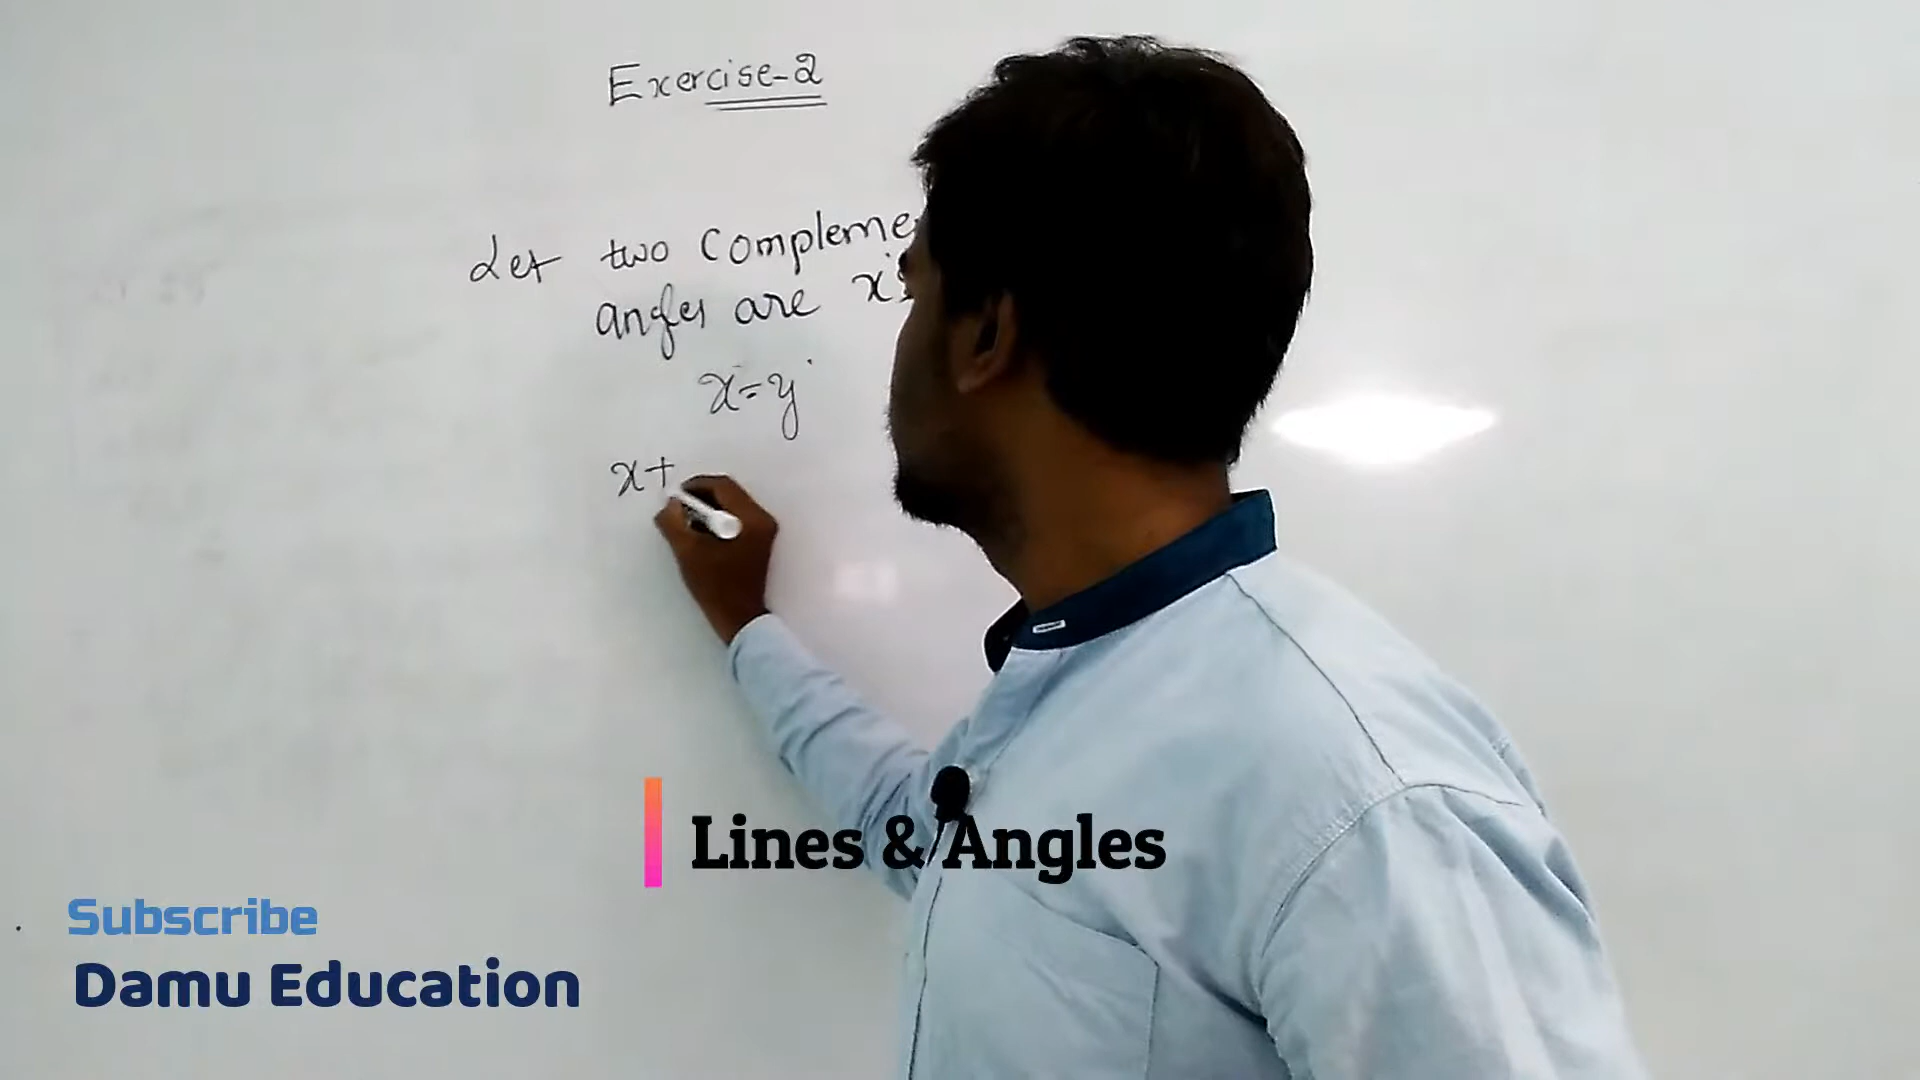 Exercise-2
Let two Compleme
angles are x°
x=y
x+
Lines & Angles
Subscribe
Damu Education